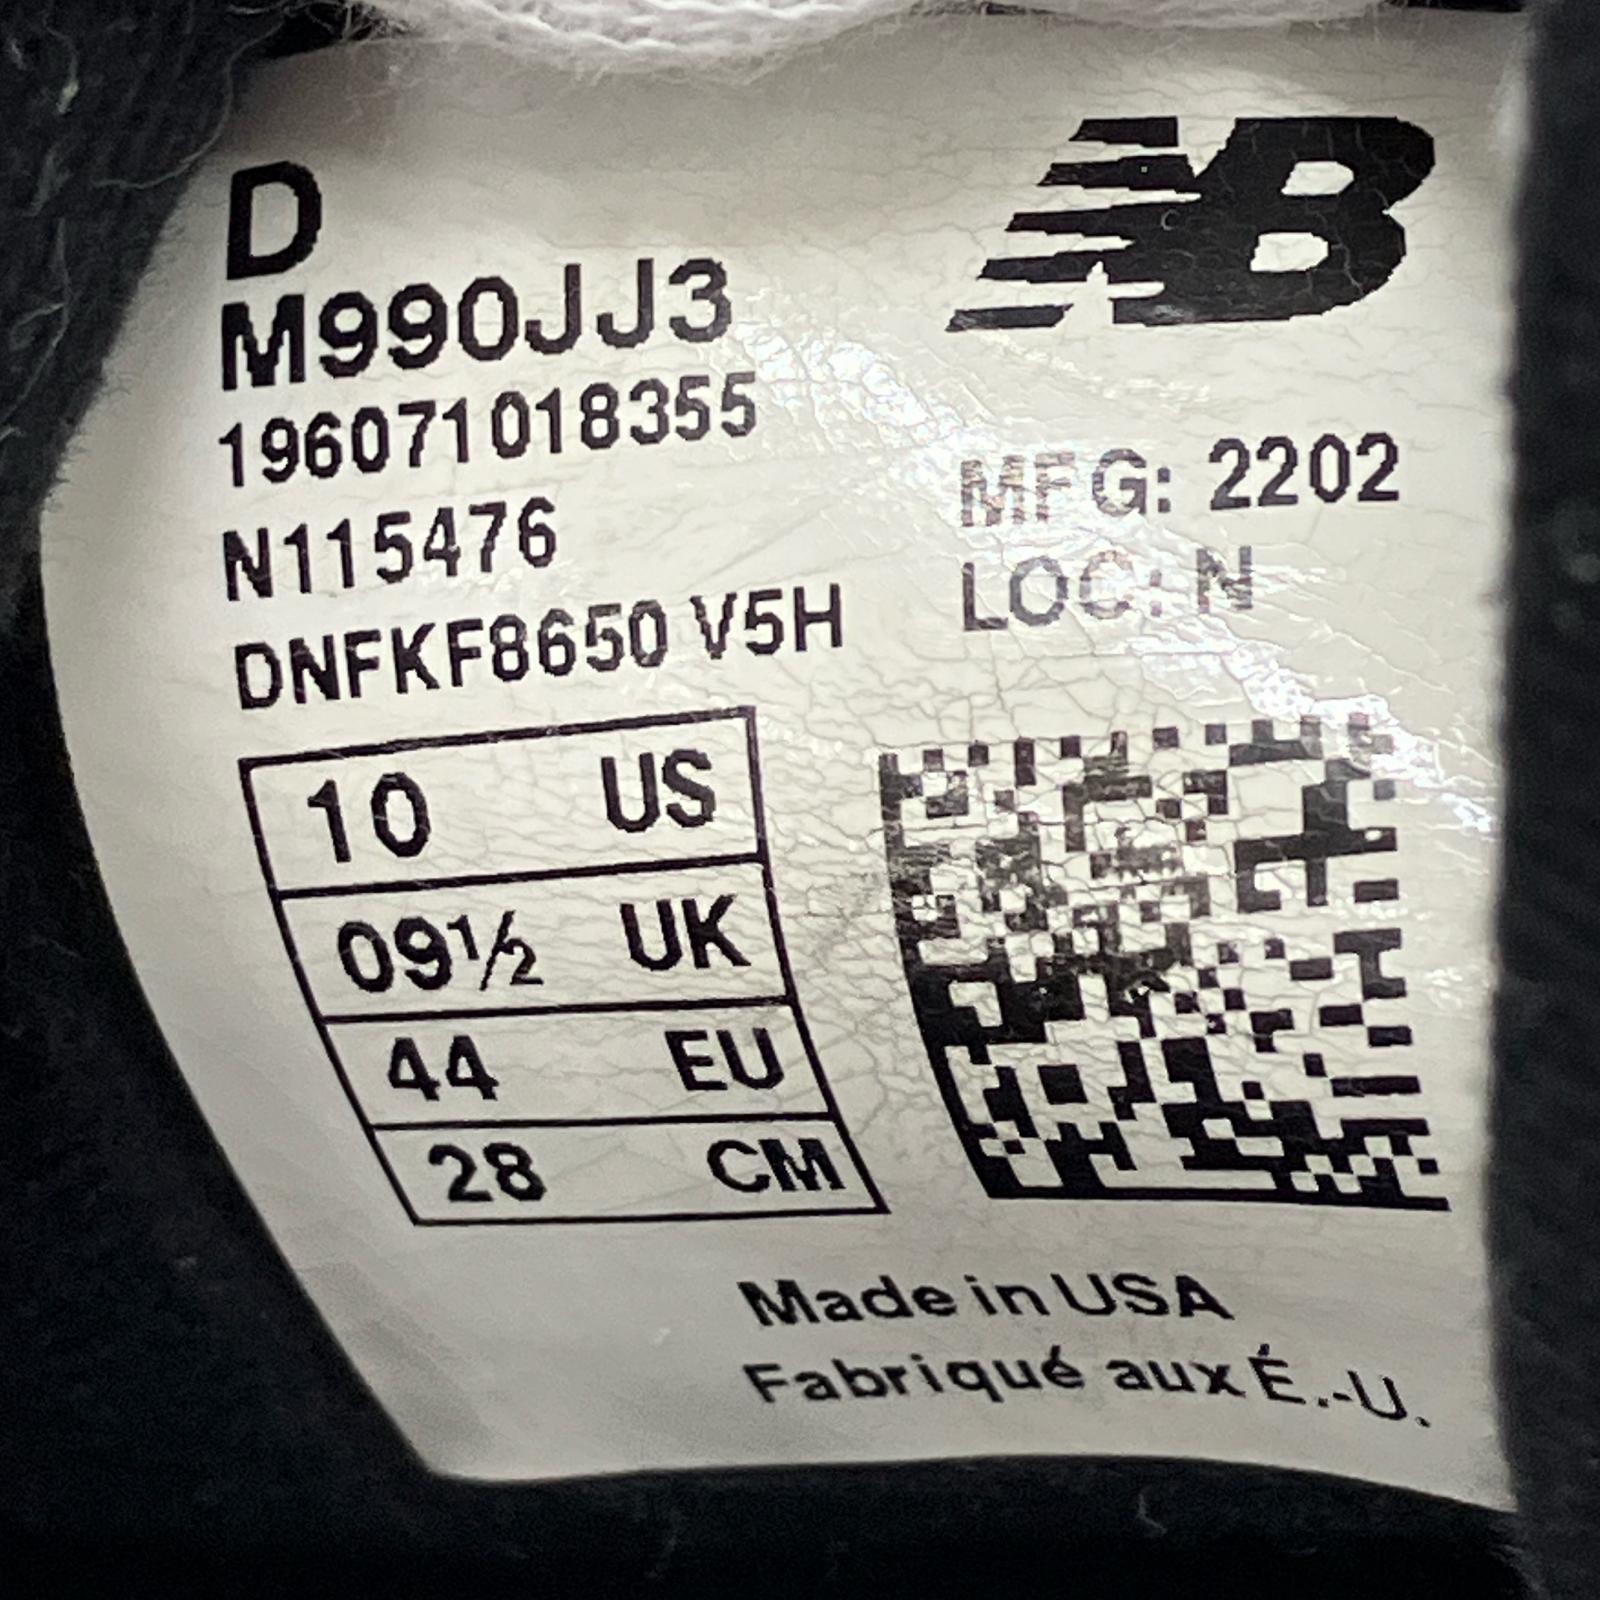 D
M990JJ3
196071018355
N115476
DNFKF8650 V5H
NB
MFG: 2202
LOC: N
10 US
09½ UK
44 EU
28 CM
Made in USA
Fabriqué aux É.-U.